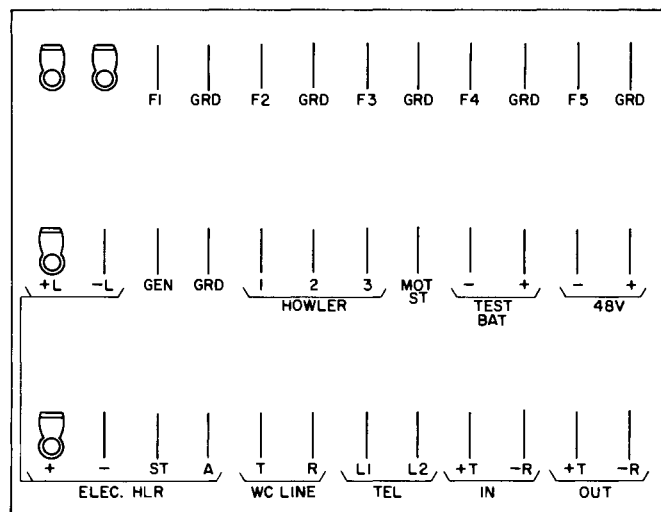 F1 GRD F2 GRD F3 GRD F4 GRD F5 GRD
+L -L GEN GRD 1 2 3 MOT ST - + - +
HOWLER TEST BAT 48V
+ - ST A T R L1 L2 +T -R +T -R
ELEC. HLR WC LINE TEL IN OUT